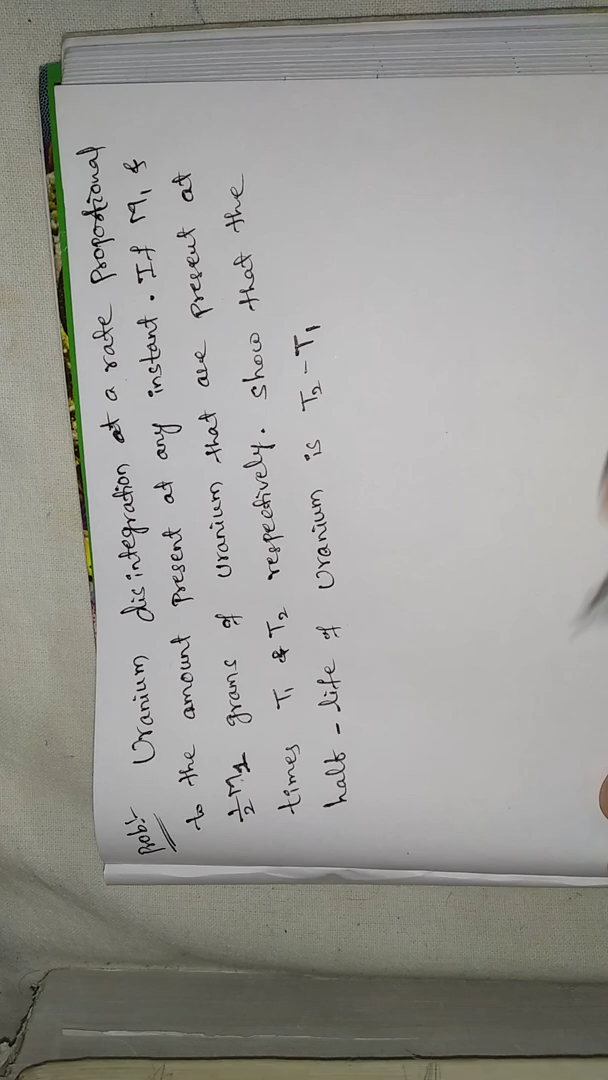 prob:- Uranium disintegration at a rate proportional
to the amount present at any instant. If M₁ &
½M₁ grams of uranium that are present at
times T₁ & T₂ respectively. show that the
half-life of uranium is T₂-T₁